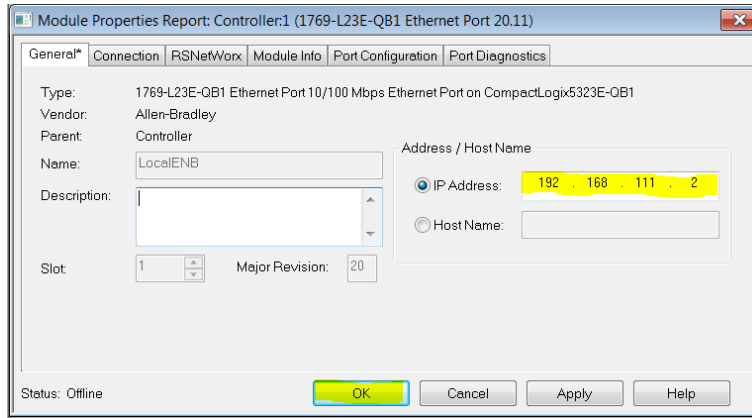 Module Properties Report: Controller:1 (1769-L23E-QB1 Ethernet Port 20.11)
General* Connection RSNetWorx Module Info Port Configuration Port Diagnostics
Type: 1769-L23E-QB1 Ethernet Port 10/100 Mbps Ethernet Port on CompactLogix5323E-QB1
Vendor: Allen-Bradley
Parent: Controller
Address / Host Name
Name: LocalENB
IP Address: 192 . 168 . 111 . 2
Description:
Host Name:
Slot: 1 Major Revision: 20
Status: Offline OK Cancel Apply Help